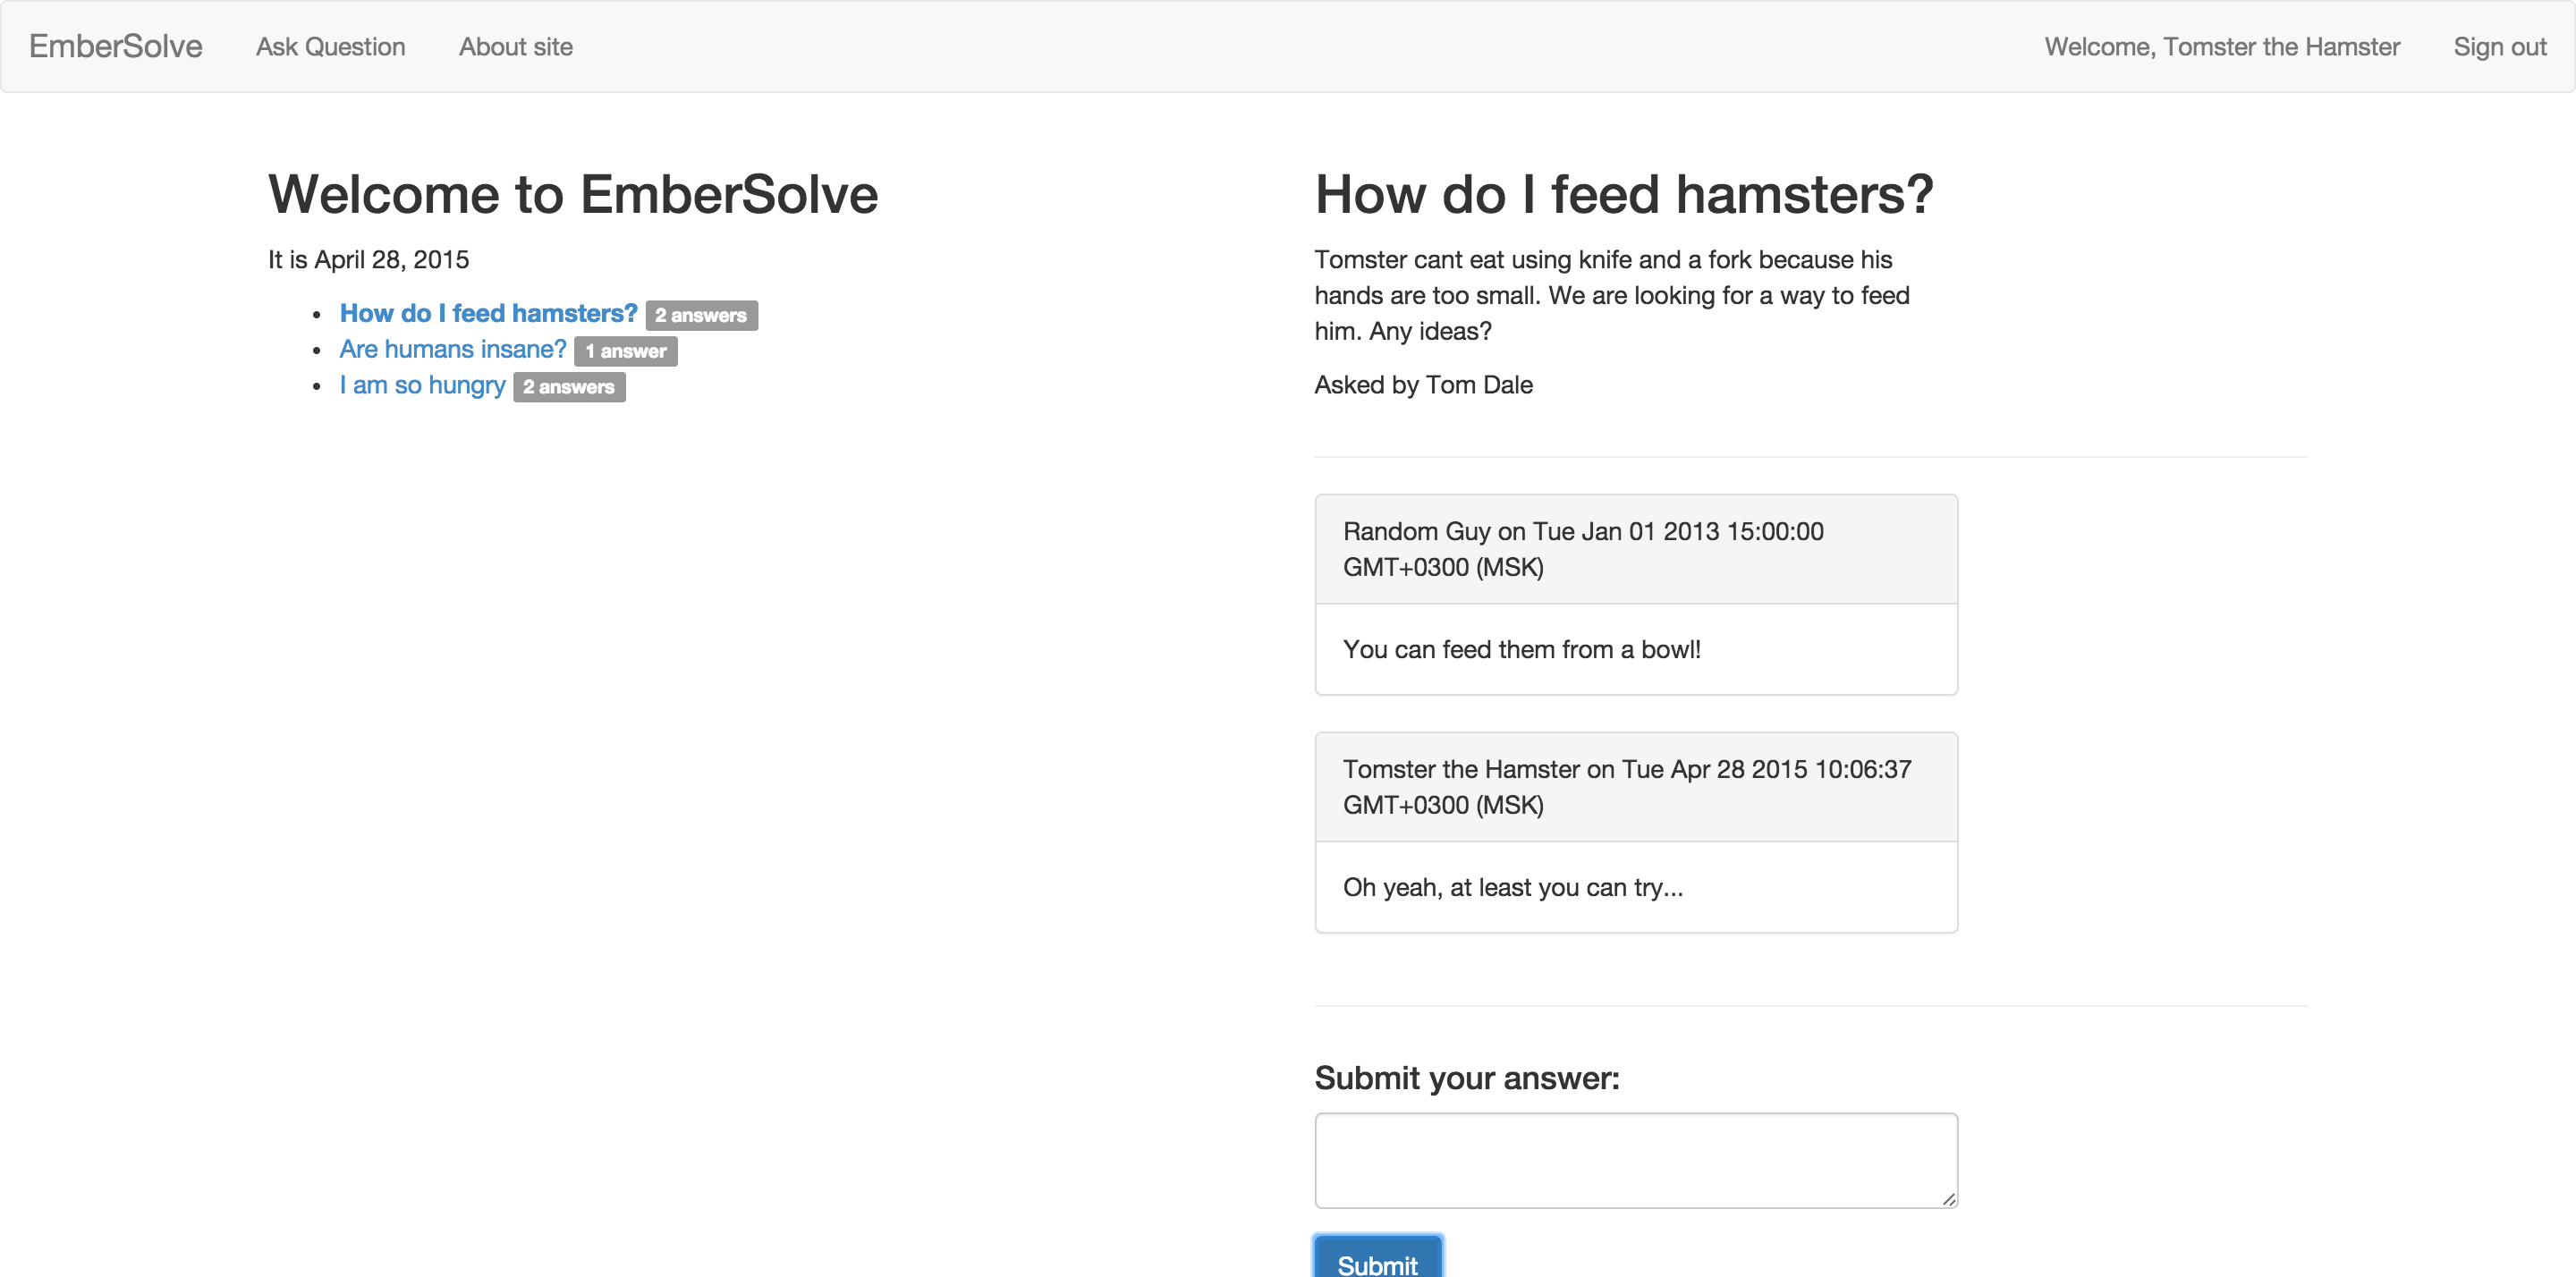 EmberSolve Ask Question About site Welcome, Tomster the Hamster Sign out
Welcome to EmberSolve
It is April 28, 2015
How do I feed hamsters? 2 answers
Are humans insane? 1 answer
I am so hungry 2 answers
How do I feed hamsters?
Tomster cant eat using knife and a fork because his
hands are too small. We are looking for a way to feed
him. Any ideas?
Asked by Tom Dale
Random Guy on Tue Jan 01 2013 15:00:00
GMT+0300 (MSK)
You can feed them from a bowl!
Tomster the Hamster on Tue Apr 28 2015 10:06:37
GMT+0300 (MSK)
Oh yeah, at least you can try...
Submit your answer:
Submit